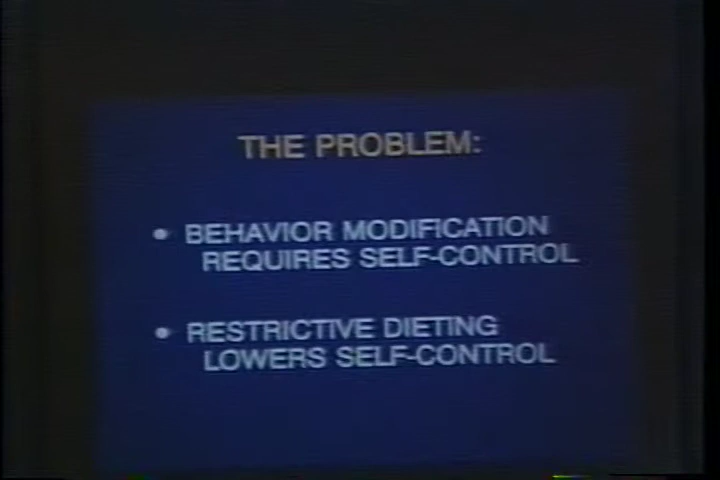 THE PROBLEM:
• BEHAVIOR MODIFICATION
REQUIRES SELF-CONTROL
• RESTRICTIVE DIETING
LOWERS SELF-CONTROL